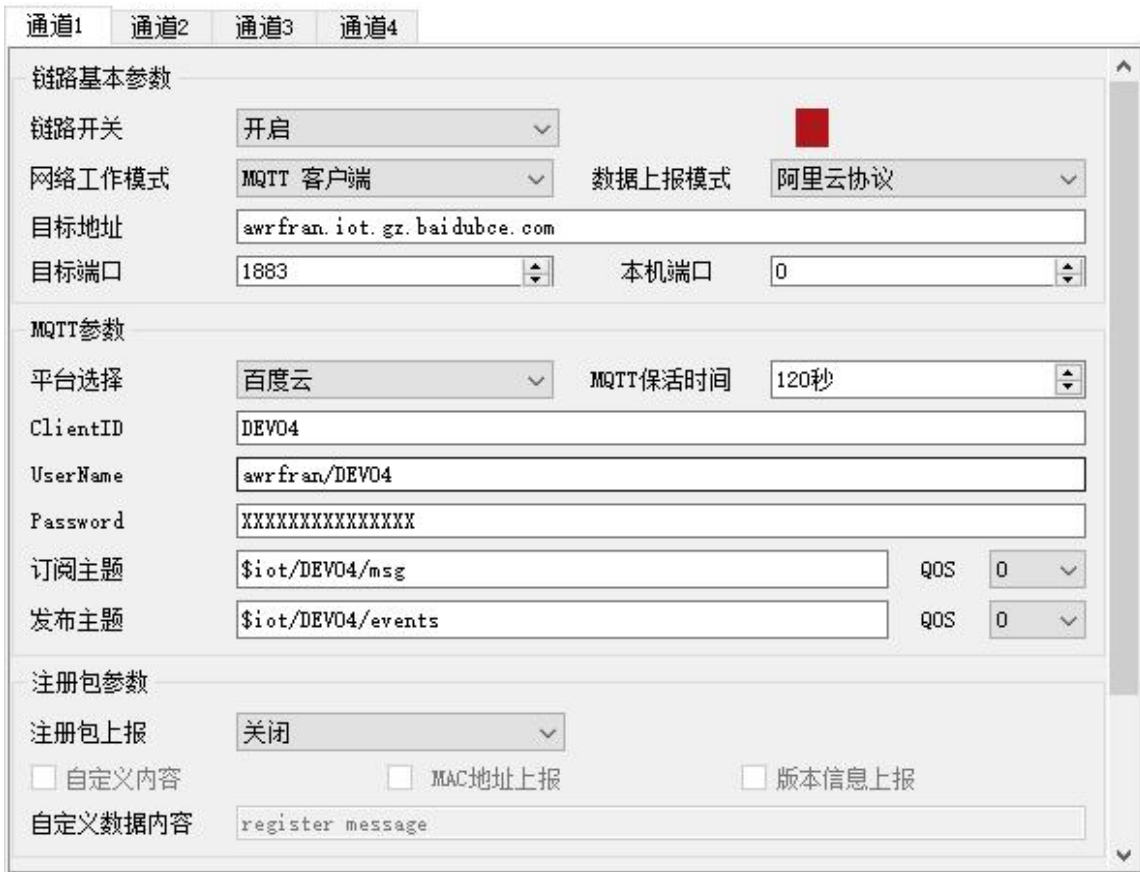 通道1 通道2 通道3 通道4
链路基本参数
链路开关 开启
网络工作模式 MQTT 客户端 数据上报模式 阿里云协议
目标地址 awrfran.iot.gz.baidubce.com
目标端口 1883 本机端口 0
MQTT参数
平台选择 百度云 MQTT保活时间 120秒
ClientID DEV04
UserName awrfran/DEV04
Password XXXXXXXXXXXXXXX
订阅主题 $iot/DEV04/msg QOS 0
发布主题 $iot/DEV04/events QOS 0
注册包参数
注册包上报 关闭
自定义内容 MAC地址上报 版本信息上报
自定义数据内容 register message